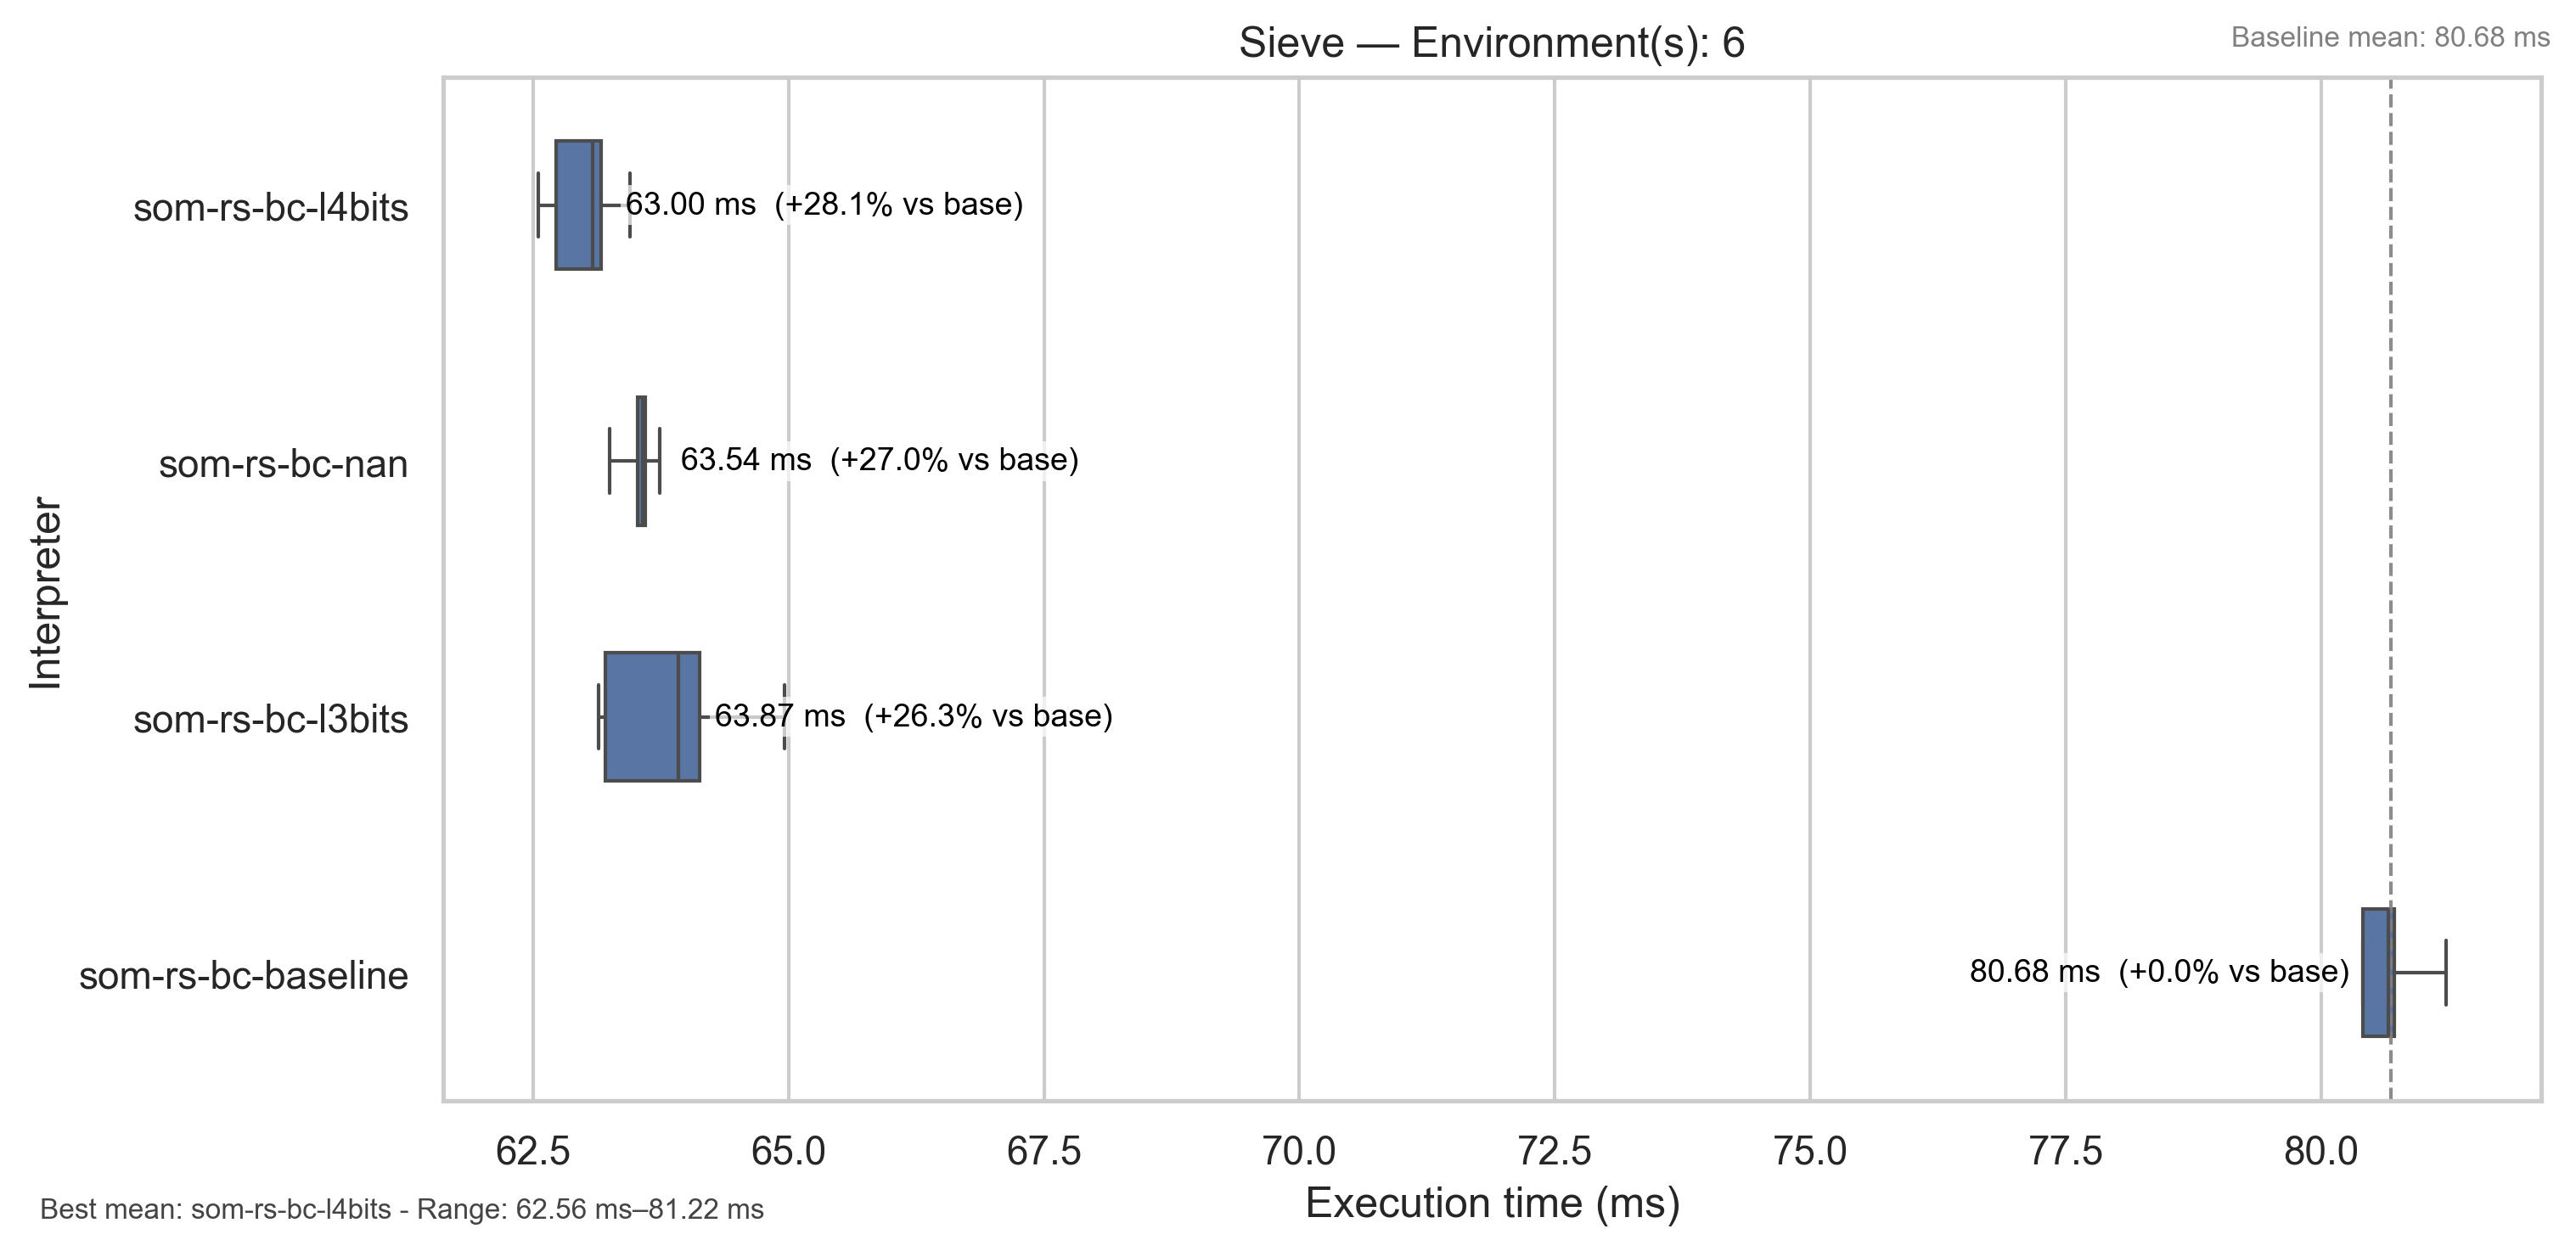 Sieve — Environment(s): 6
Baseline mean: 80.68 ms
Interpreter
som-rs-bc-l4bits
63.00 ms  (+28.1% vs base)
som-rs-bc-nan
63.54 ms  (+27.0% vs base)
som-rs-bc-l3bits
63.87 ms  (+26.3% vs base)
som-rs-bc-baseline
80.68 ms  (+0.0% vs base)
62.5 65.0 67.5 70.0 72.5 75.0 77.5 80.0
Execution time (ms)
Best mean: som-rs-bc-l4bits - Range: 62.56 ms–81.22 ms